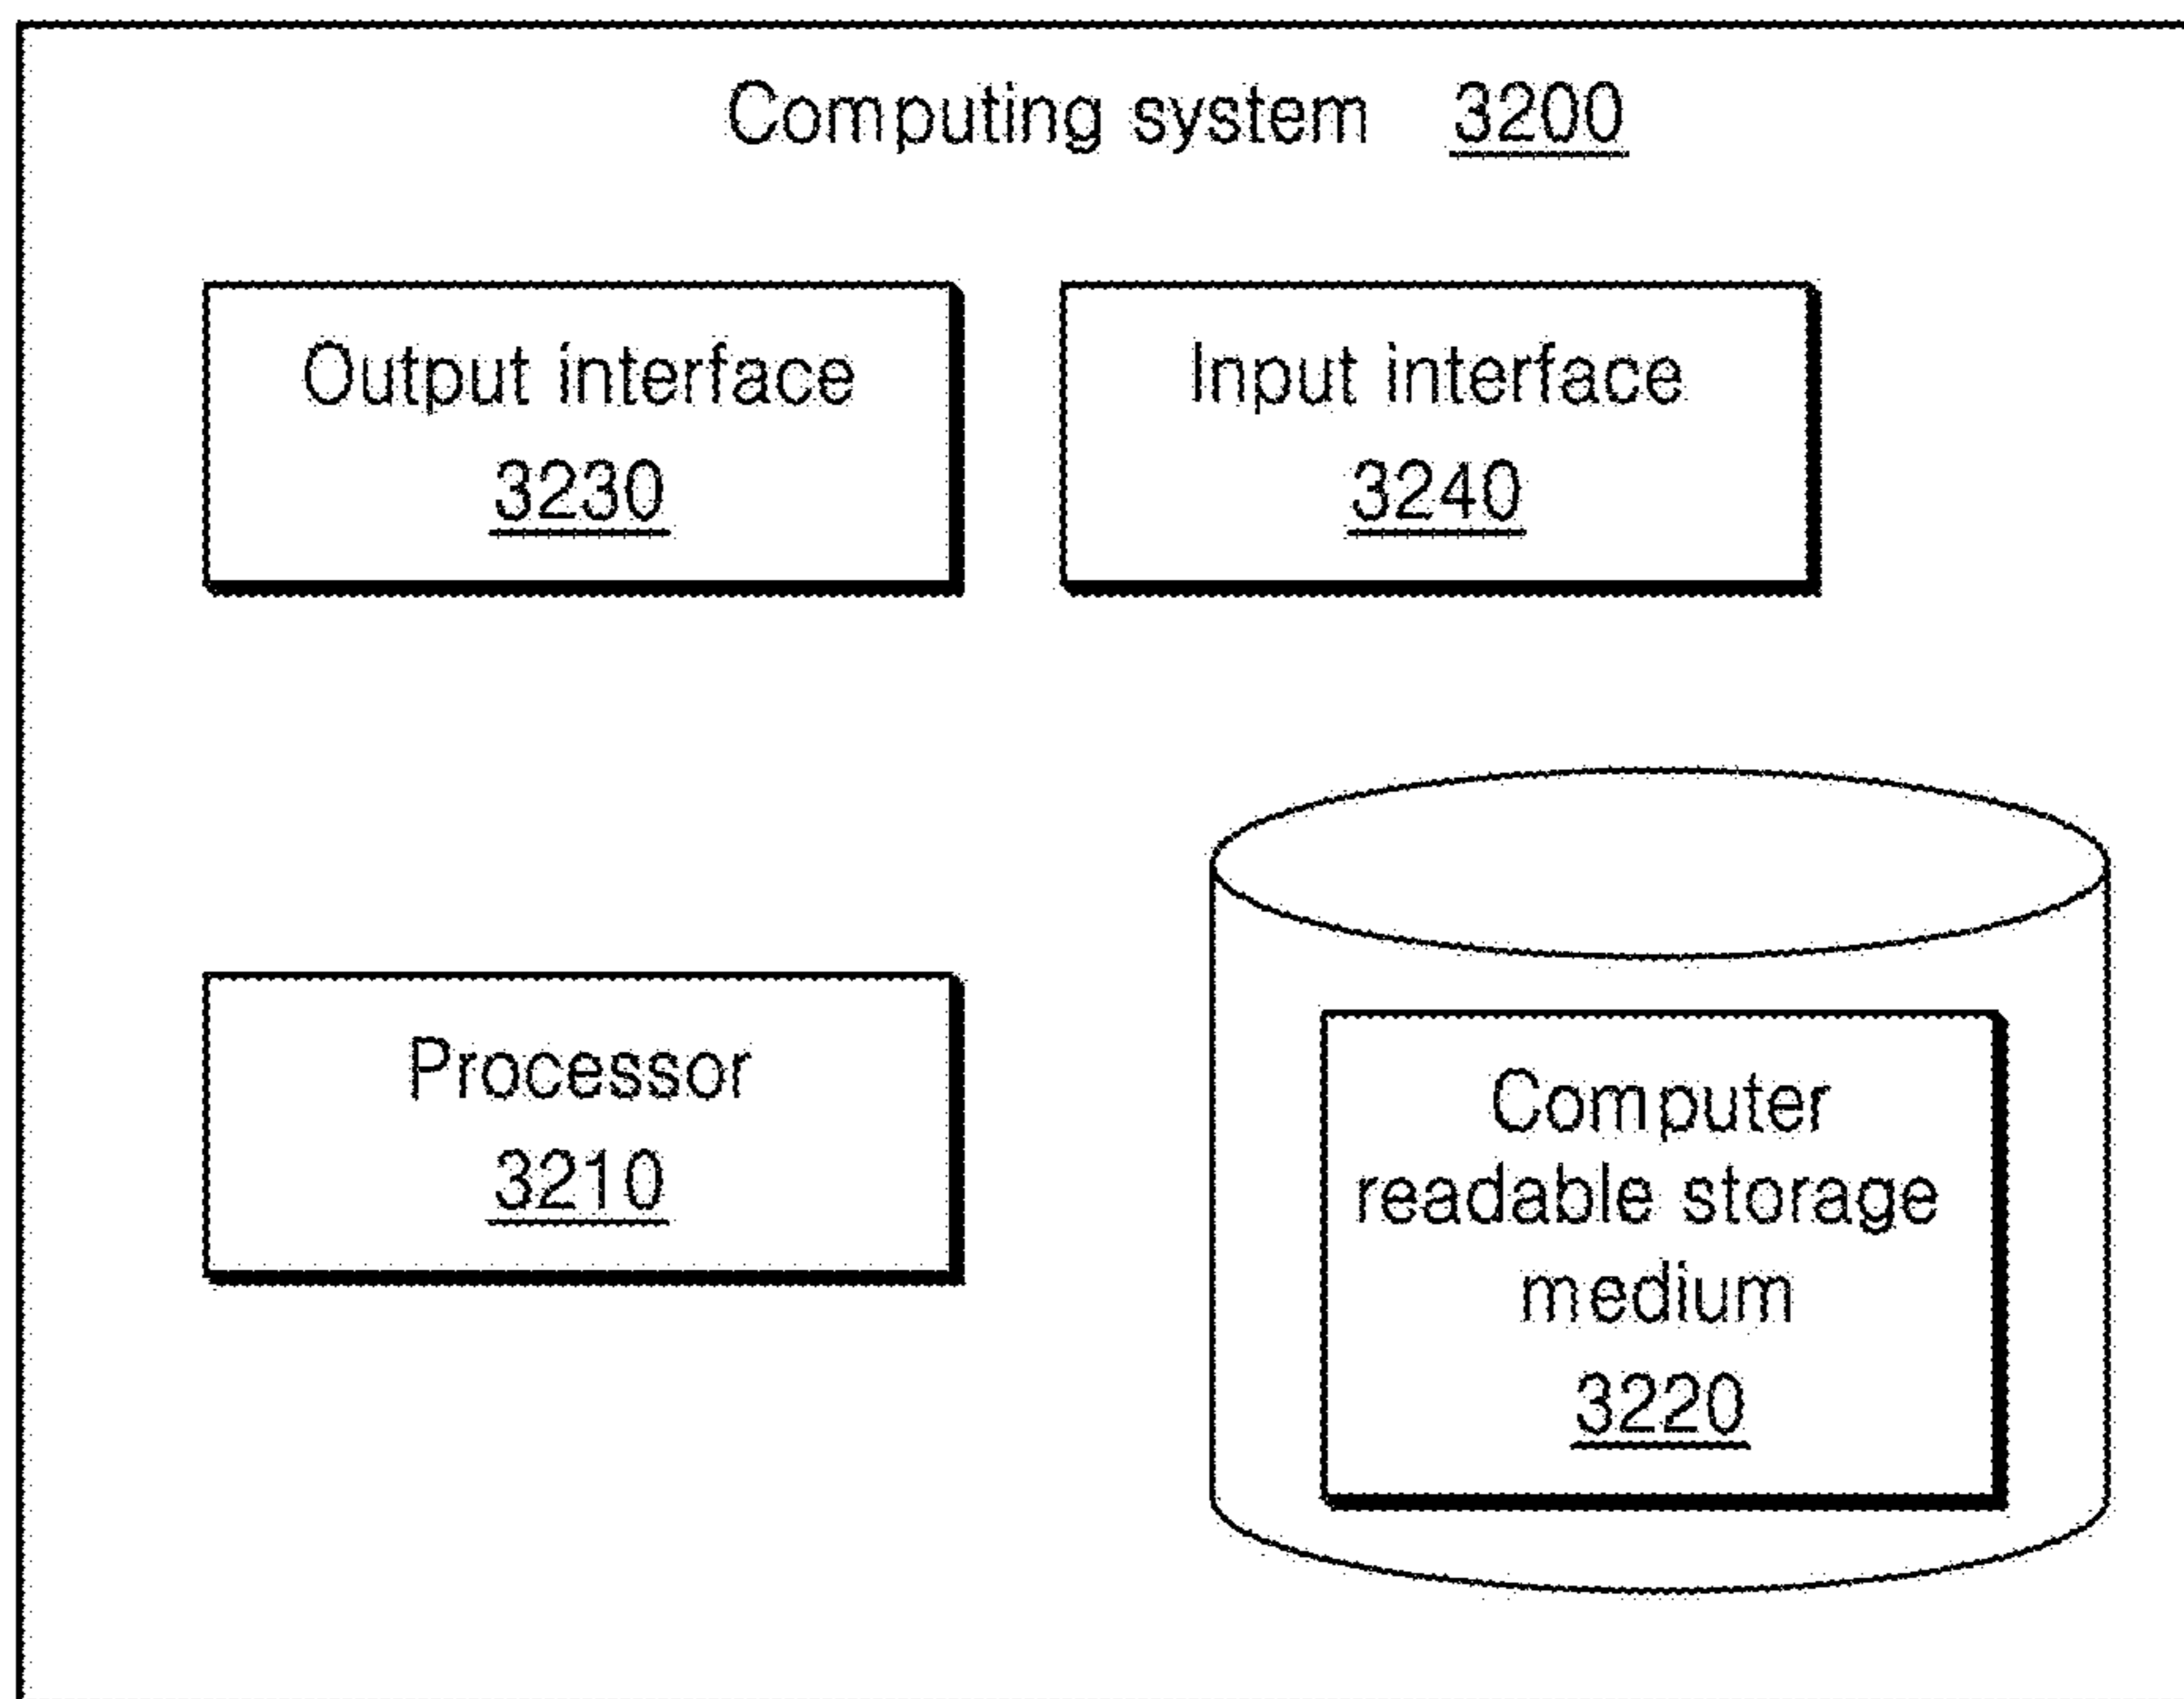 Computing system 3200
Output interface
3230
Input interface
3240
Processor
3210
Computer
readable storage
medium
3220